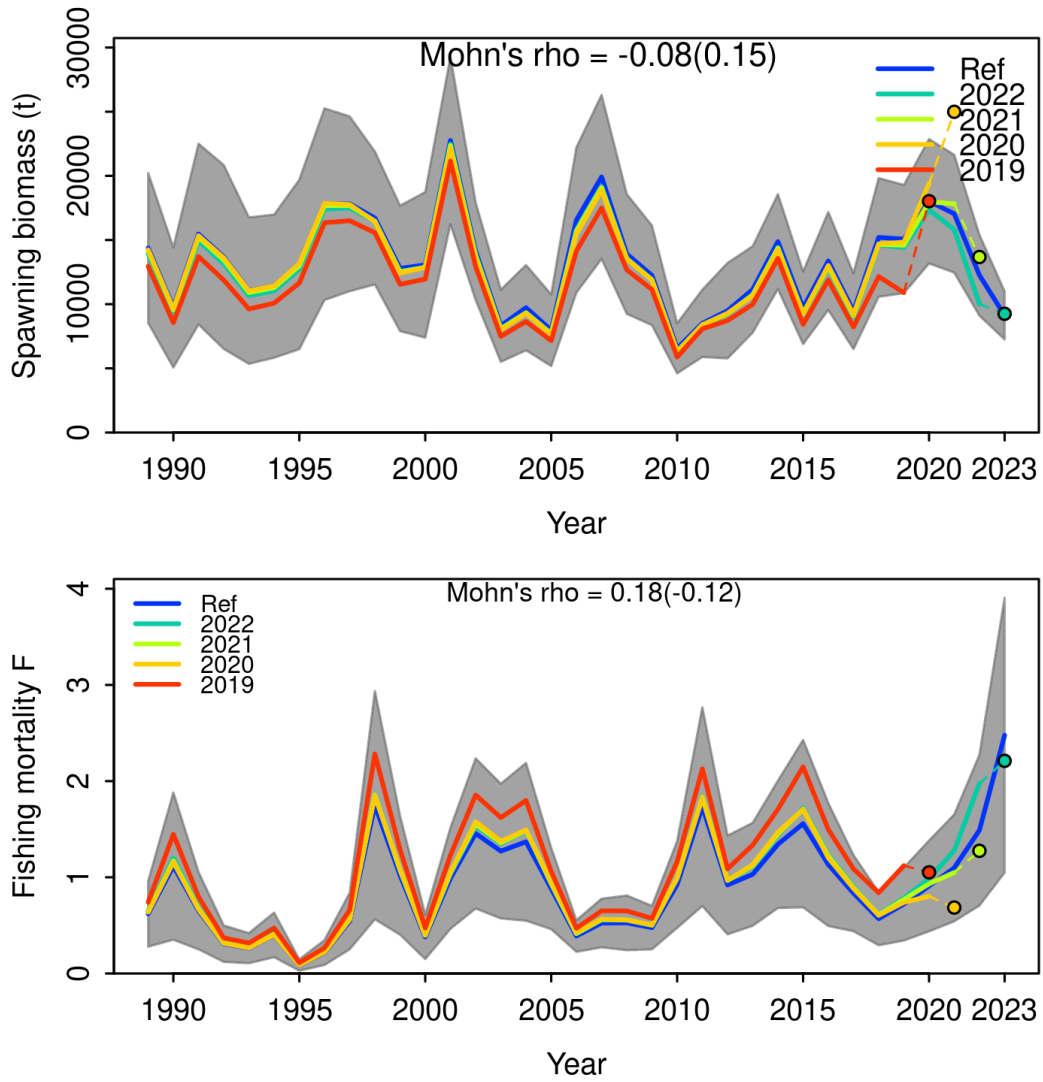 Mohn's rho = -0.08(0.15)
Spawning biomass (t)
30000
20000
10000
0
Ref
2022
2021
2020
2019
1990 1995 2000 2005 2010 2015 2020 2023
Year
Mohn's rho = 0.18(-0.12)
Fishing mortality F
4
3
2
1
0
Ref
2022
2021
2020
2019
1990 1995 2000 2005 2010 2015 2020 2023
Year